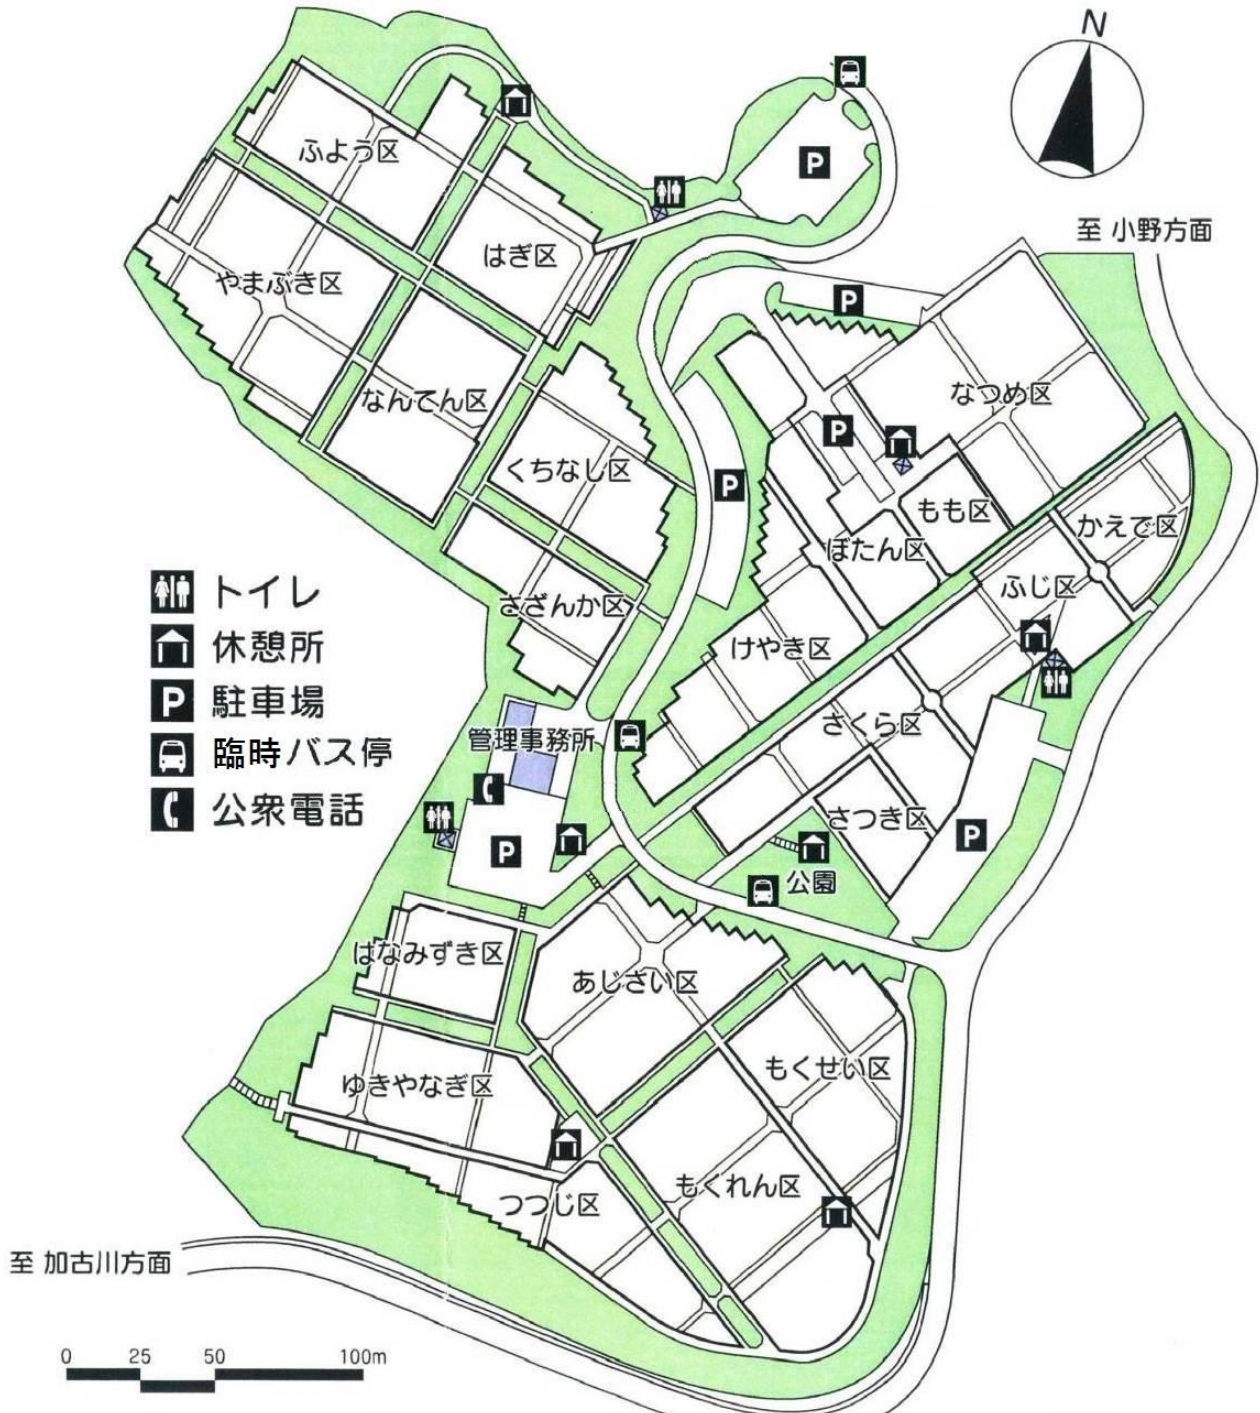 N
ふよう区
P
至 小野方面
はぎ区
やまぶき区
P
なんてん区
なつめ区
P
くちなし区
P
もも区
かえで区
ぼたん区
トイレ
さざんか区
ふじ区
休憩所
けやき区
P 駐車場
さくら区
管理事務所
臨時バス停
さつき区
公衆電話
P
P
公園
はなみずき区
あじさい区
もくせい区
ゆきやなぎ区
もくれん区
つつじ区
至 加古川方面
0 25 50 100m